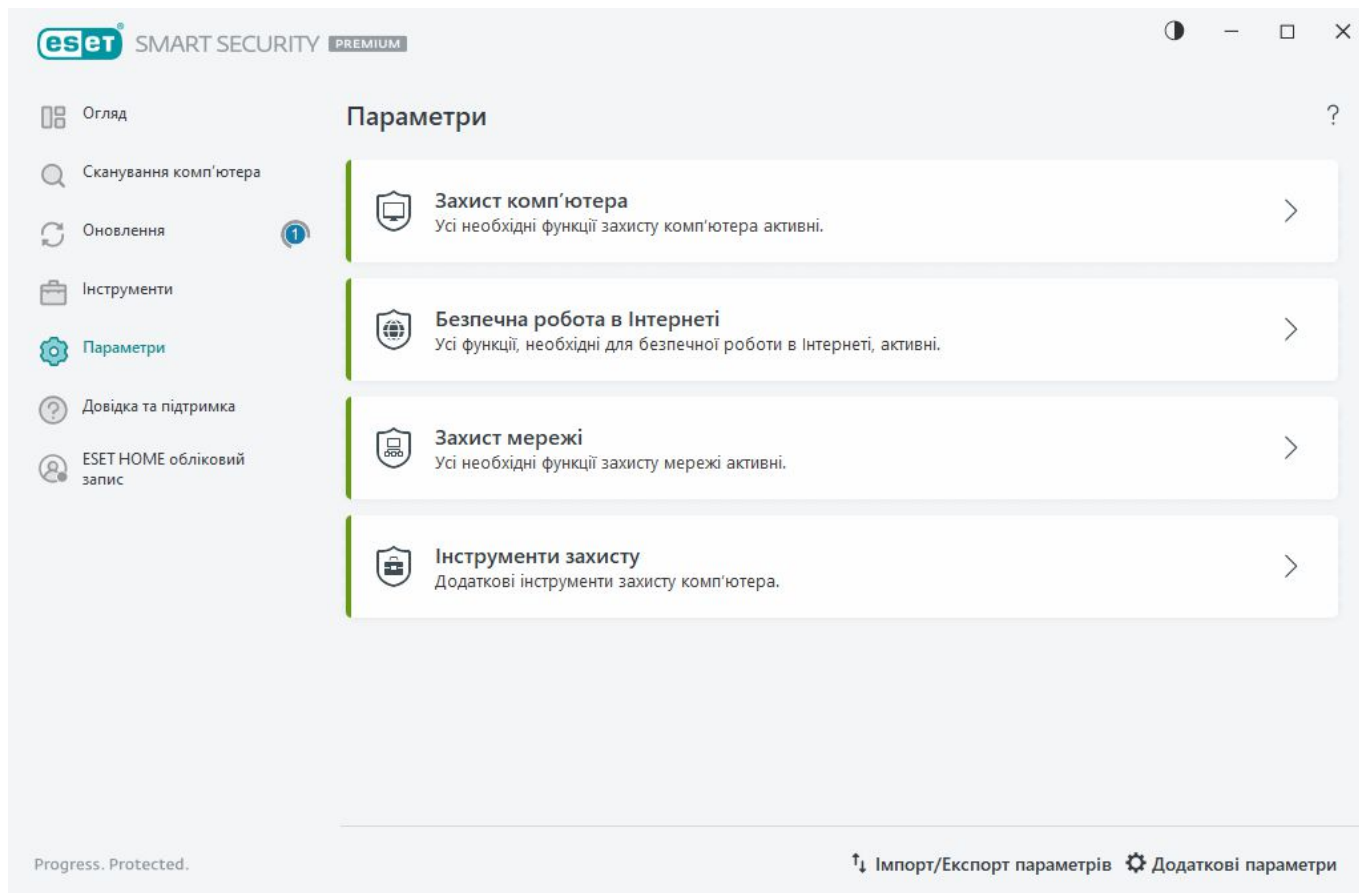 eset® SMART SECURITY PREMIUM
Огляд
Сканування комп'ютера
Оновлення 1
Інструменти
Параметри
Довідка та підтримка
ESET HOME обліковий
запис
Параметри ?
Захист комп'ютера
Усі необхідні функції захисту комп'ютера активні.
Безпечна робота в Інтернеті
Усі функції, необхідні для безпечної роботи в Інтернеті, активні.
Захист мережі
Усі необхідні функції захисту мережі активні.
Інструменти захисту
Додаткові інструменти захисту комп'ютера.
Progress. Protected.
Імпорт/Експорт параметрів Додаткові параметри